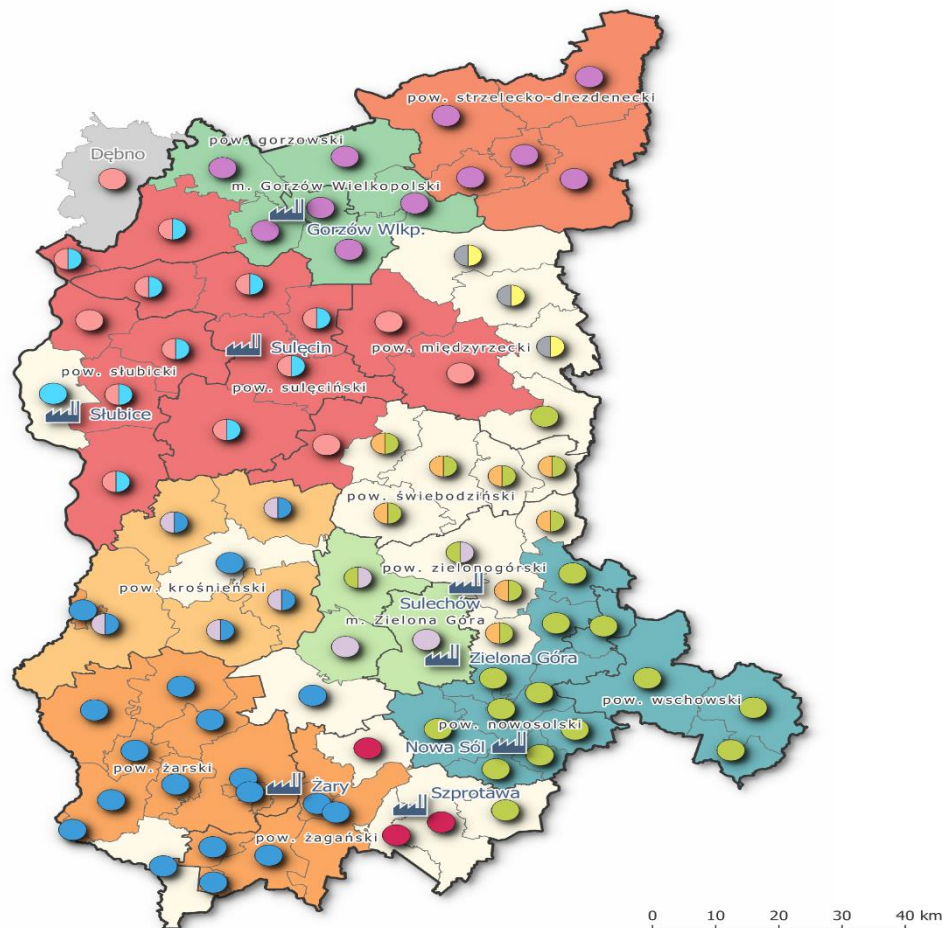 pow. strzelecko-drezdenecki
pow. gorzowski
Dębno
m. Gorzów Wielkopolski
Gorzów Wlkp.
Sulęcin
pow. międzyrzecki
pow. słubicki
pow. sulęciński
Słubice
pow. świebodziński
pow. zielonogórski
pow. krośnieński
Sulechów
m. Zielona Góra
Zielona Góra
pow. wschowski
pow. nowosolski
Nowa Sól
pow. żarski
Żary
Szprotawa
pow. żagański
0 10 20 30 40 km